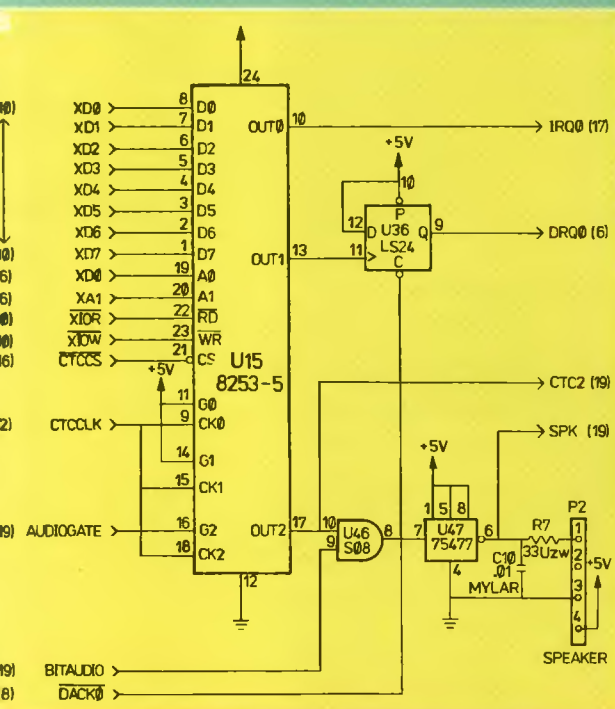 24
XD0 8 D0
XD1 7 D1 OUT0 10 IRQ0 (17)
XD2 6 D2 +5V
XD3 5 D3
XD4 4 D4 10
XD5 3 D5 P
XD6 2 D6 12 D U36 Q 9 DRQ0 (6)
XD7 1 D7 OUT1 13 11 LS24
XD0 19 A0 C
XA1 20 A1
XIOR 22 RD
XIOW 23 WR
CTCCS 21 CS U15
+5V 8253-5
11 G0 CTC2 (19)
CTCCLK 9 CK0
SPK (19)
14 G1 +5V
15 CK1 P2
1 5 8 R7 1
AUDIOGATE 16 G2 OUT2 17 10 U46 8 7 U47 6 33Uzw 2
18 CK2 9 S08 75477 C10 +5V
.01 3
12 4 MYLAR 4
SPEAKER
BITAUDIO
DACK0